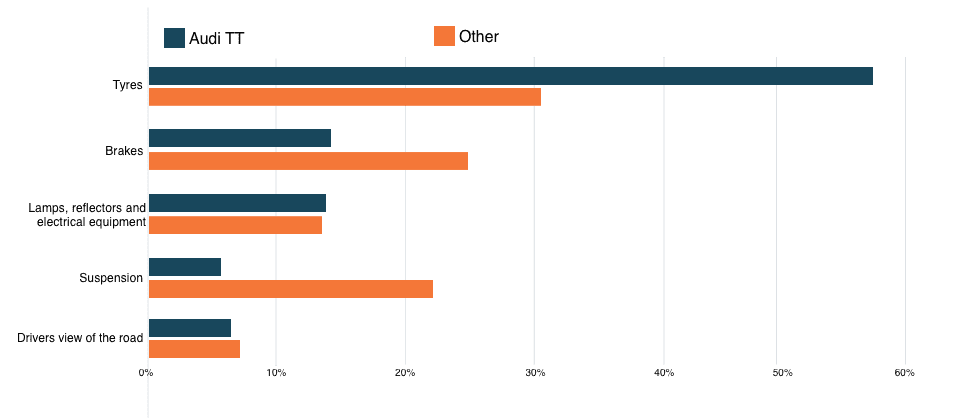 Audi TT
Other
Tyres
Brakes
Lamps, reflectors and
electrical equipment
Suspension
Drivers view of the road
0%
10%
20%
30%
40%
50%
60%